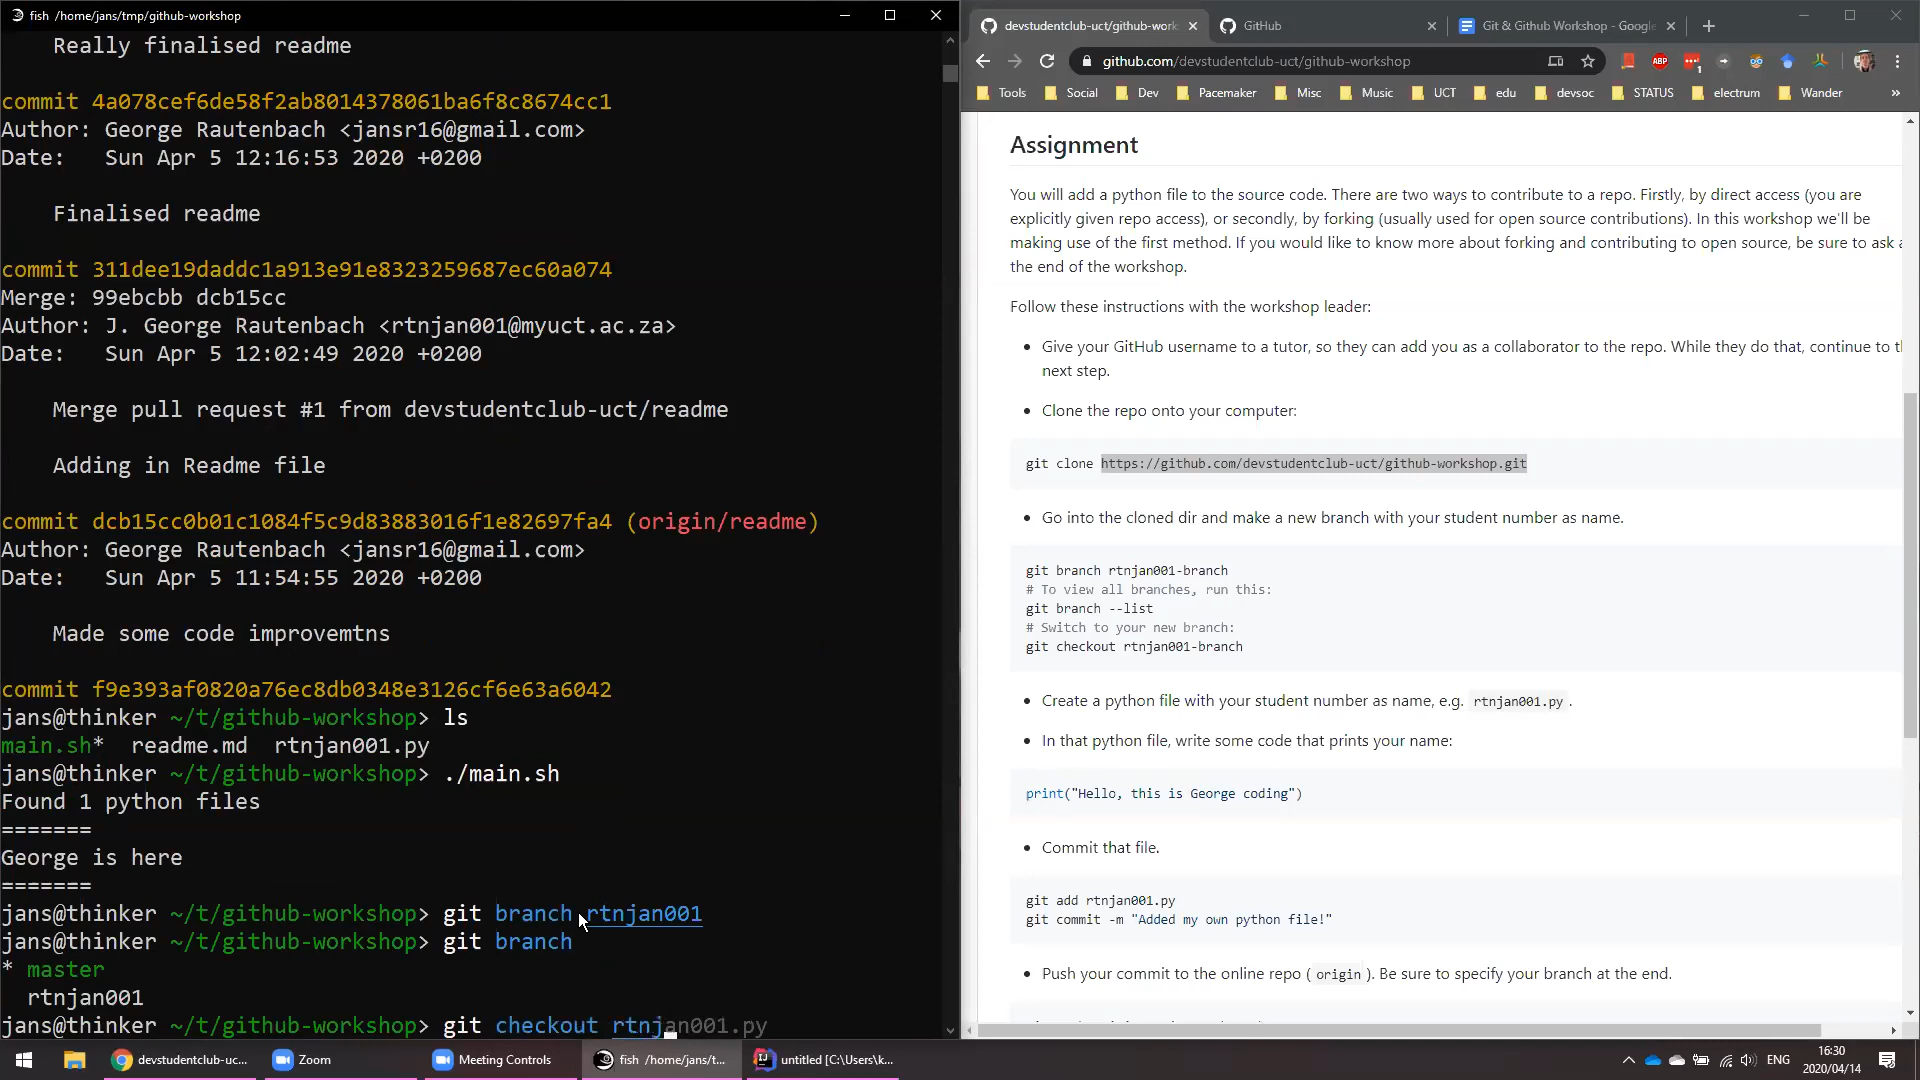 fish /home/jans/tmp/github-workshop
Really finalised readme
commit 4a078cef6de58f2ab8014378061ba6f8c8674cc1
Author: George Rautenbach <jansr16@gmail.com>
Date:   Sun Apr 5 12:16:53 2020 +0200
Finalised readme
commit 311dee19daddc1a913e91e8323259687ec60a074
Merge: 99ebcbb dcb15cc
Author: J. George Rautenbach <rtnjan001@myuct.ac.za>
Date:   Sun Apr 5 12:02:49 2020 +0200
Merge pull request #1 from devstudentclub-uct/readme
Adding in Readme file
commit dcb15cc0b01c1084f5c9d83883016f1e82697fa4 (origin/readme)
Author: George Rautenbach <jansr16@gmail.com>
Date:   Sun Apr 5 11:54:55 2020 +0200
Made some code improvemtns
commit f9e393af0820a76ec8db0348e3126cf6e63a6042
jans@thinker ~/t/github-workshop> ls
main.sh*  readme.md  rtnjan001.py
jans@thinker ~/t/github-workshop> ./main.sh
Found 1 python files
=======
George is here
=======
jans@thinker ~/t/github-workshop> git branch rtnjan001
jans@thinker ~/t/github-workshop> git branch
* master
rtnjan001
jans@thinker ~/t/github-workshop> git checkout rtnjan001.py
devstudentclub-uct/github-work
GitHub
Git & Github Workshop - Google
github.com/devstudentclub-uct/github-workshop
ABP
1
Tools Social Dev Pacemaker Misc Music UCT edu devsoc STATUS electrum Wander »
Assignment
You will add a python file to the source code. There are two ways to contribute to a repo. Firstly, by direct access (you are
explicitly given repo access), or secondly, by forking (usually used for open source contributions). In this workshop we'll be
making use of the first method. If you would like to know more about forking and contributing to open source, be sure to ask
the end of the workshop.
Follow these instructions with the workshop leader:
• Give your GitHub username to a tutor, so they can add you as a collaborator to the repo. While they do that, continue to
next step.
• Clone the repo onto your computer:
git clone https://github.com/devstudentclub-uct/github-workshop.git
• Go into the cloned dir and make a new branch with your student number as name.
git branch rtnjan001-branch
# To view all branches, run this:
git branch --list
# Switch to your new branch:
git checkout rtnjan001-branch
• Create a python file with your student number as name, e.g. rtnjan001.py .
• In that python file, write some code that prints your name:
print("Hello, this is George coding")
• Commit that file.
git add rtnjan001.py
git commit -m "Added my own python file!"
• Push your commit to the online repo ( origin ). Be sure to specify your branch at the end.
devstudentclub-uc...
Zoom
Meeting Controls
fish /home/jans/t...
untitled [C:\Users\k...
ENG
16:30
2020/04/14